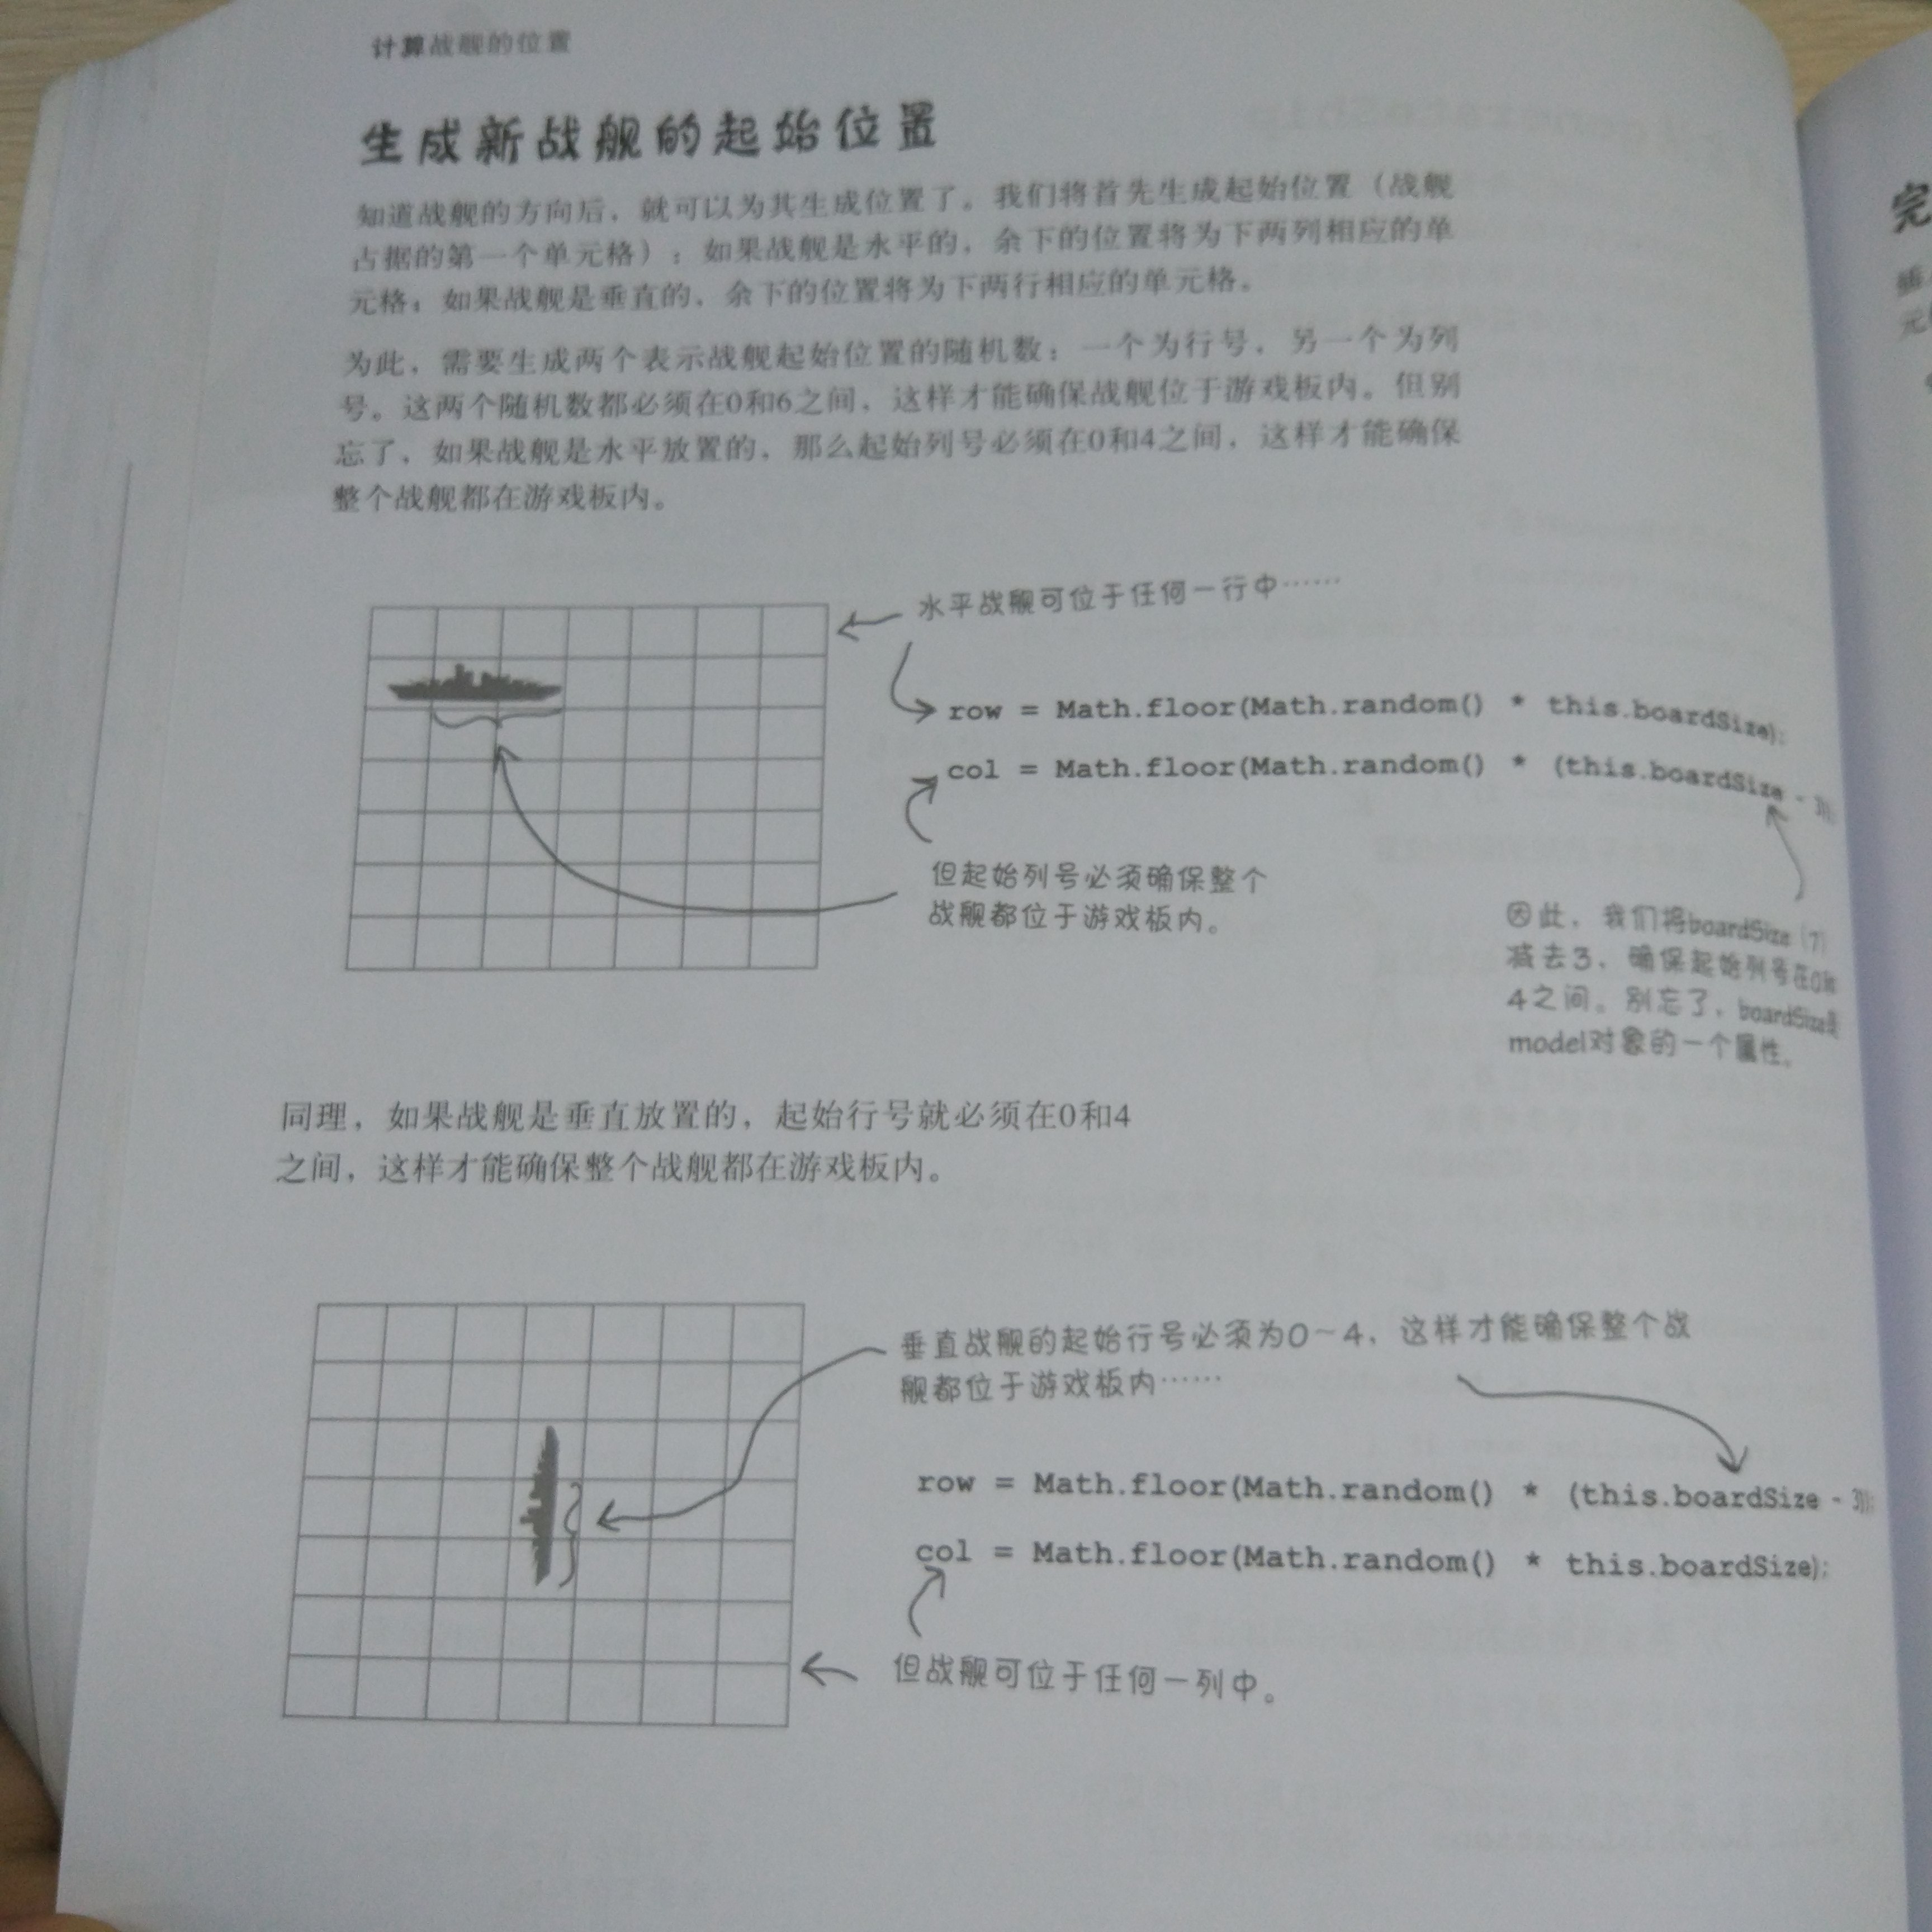 计算战舰的位置
生成新战舰的起始位置
知道战舰的方向后，就可以为其生成位置了。我们将首先生成起始位置（战舰
占据的第一个单元格）：如果战舰是水平的，余下的位置将为下两列相应的单
元格；如果战舰是垂直的，余下的位置将为下两行相应的单元格。
为此，需要生成两个表示战舰起始位置的随机数：一个为行号，另一个为列
号。这两个随机数都必须在0和6之间，这样才能确保战舰位于游戏板内。但别
忘了，如果战舰是水平放置的，那么起始列号必须在0和4之间，这样才能确保
整个战舰都在游戏板内。
水平战舰可位于任何一行中……
row = Math.floor(Math.random() * this.boardSize);
col = Math.floor(Math.random() * (this.boardSize - 3));
但起始列号必须确保整个
战舰都位于游戏板内。
因此，我们将boardSize（7）
减去3，确保起始列号在0和
4之间。别忘了，boardSize是
model对象的一个属性。
同理，如果战舰是垂直放置的，起始行号就必须在0和4
之间，这样才能确保整个战舰都在游戏板内。
垂直战舰的起始行号必须为0～4，这样才能确保整个战
舰都位于游戏板内……
row = Math.floor(Math.random() * (this.boardSize - 3));
col = Math.floor(Math.random() * this.boardSize);
但战舰可位于任何一列中。
完
元